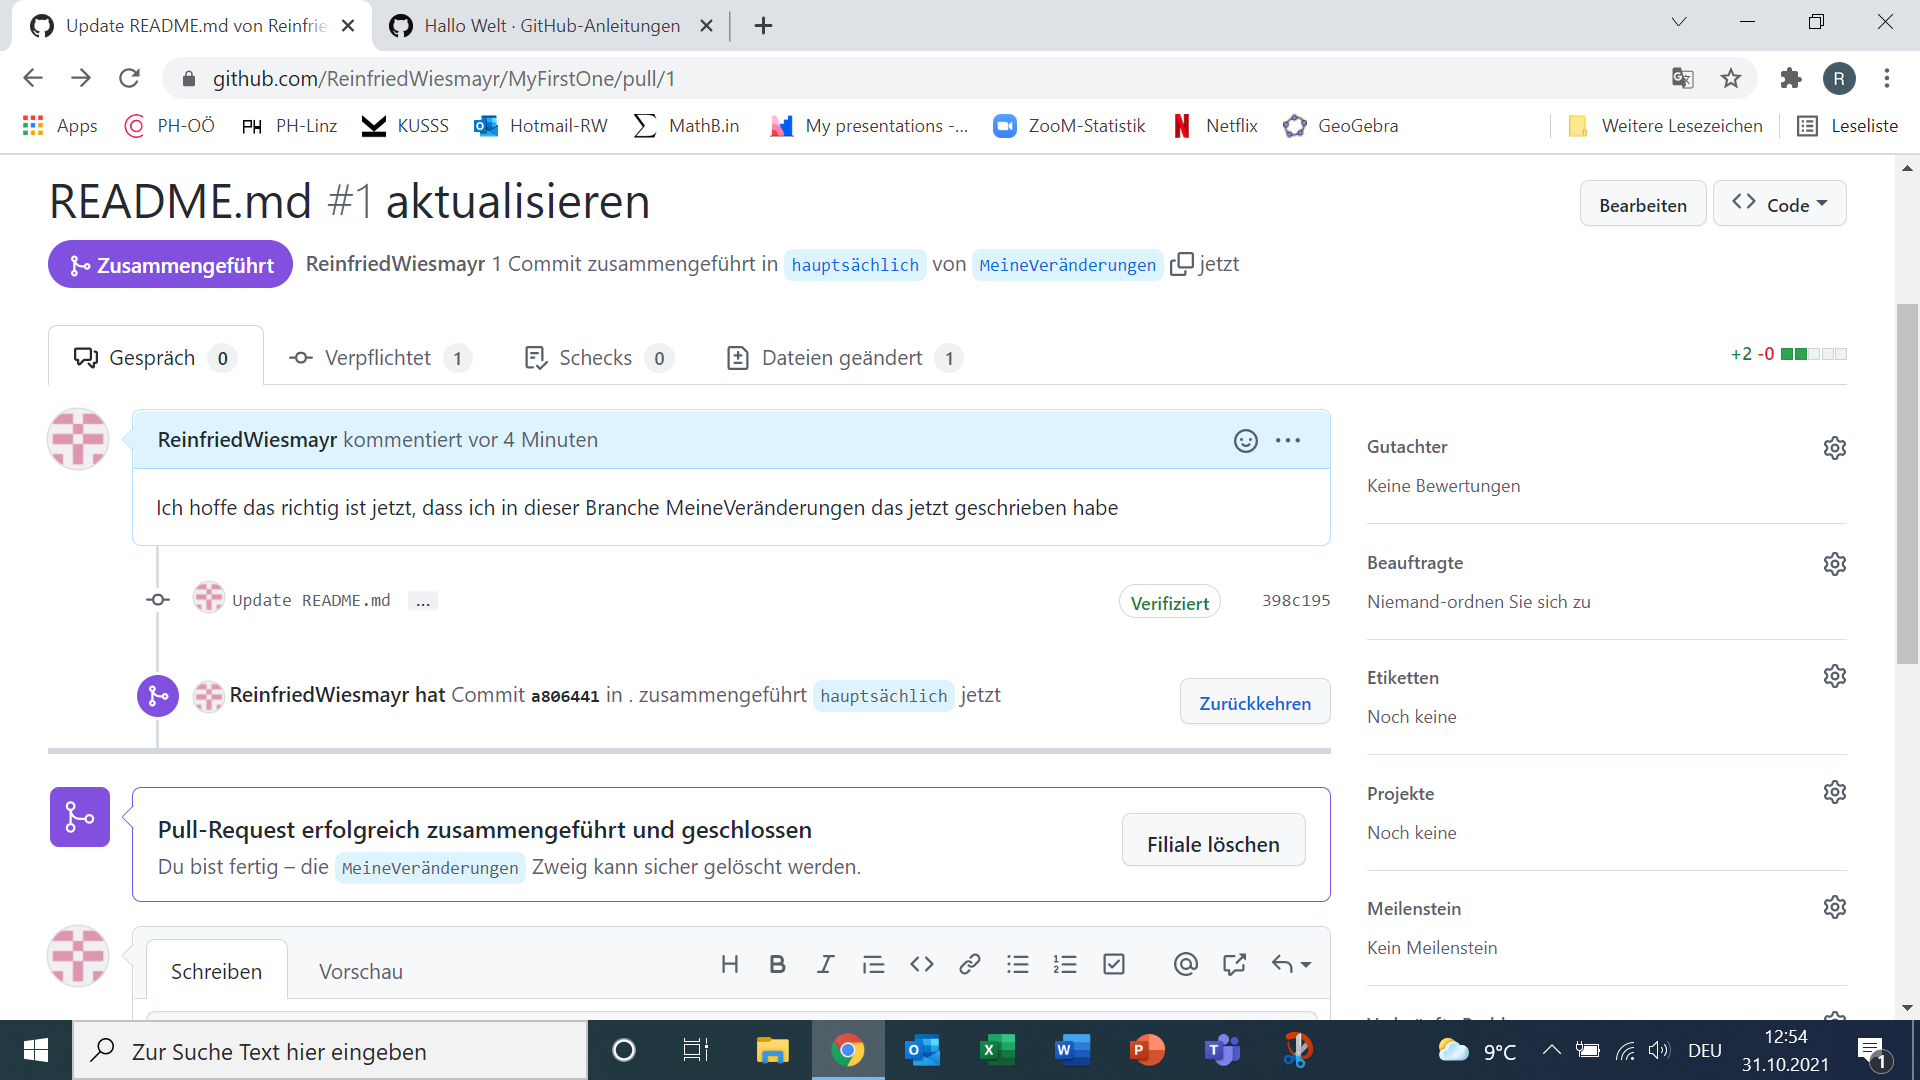 Update README.md von Reinfrie
Hallo Welt · GitHub-Anleitungen
github.com/ReinfriedWiesmayr/MyFirstOne/pull/1
R
Apps PH-OÖ PH PH-Linz KUSSS Hotmail-RW MathB.in My presentations -... ZooM-Statistik Netflix GeoGebra Weitere Lesezeichen Leseliste
README.md #1 aktualisieren
Bearbeiten
Code
Zusammengeführt
ReinfriedWiesmayr 1 Commit zusammengeführt in hauptsächlich von MeineVeränderungen jetzt
Gespräch 0
Verpflichtet 1
Schecks 0
Dateien geändert 1
+2 -0
ReinfriedWiesmayr kommentiert vor 4 Minuten
Ich hoffe das richtig ist jetzt, dass ich in dieser Branche MeineVeränderungen das jetzt geschrieben habe
Update README.md ...
Verifiziert
398c195
ReinfriedWiesmayr hat Commit a806441 in . zusammengeführt hauptsächlich jetzt
Zurückkehren
Pull-Request erfolgreich zusammengeführt und geschlossen
Du bist fertig – die MeineVeränderungen Zweig kann sicher gelöscht werden.
Filiale löschen
Schreiben
Vorschau
Gutachter
Keine Bewertungen
Beauftragte
Niemand-ordnen Sie sich zu
Etiketten
Noch keine
Projekte
Noch keine
Meilenstein
Kein Meilenstein
Zur Suche Text hier eingeben
9°C
DEU
12:54
31.10.2021
1